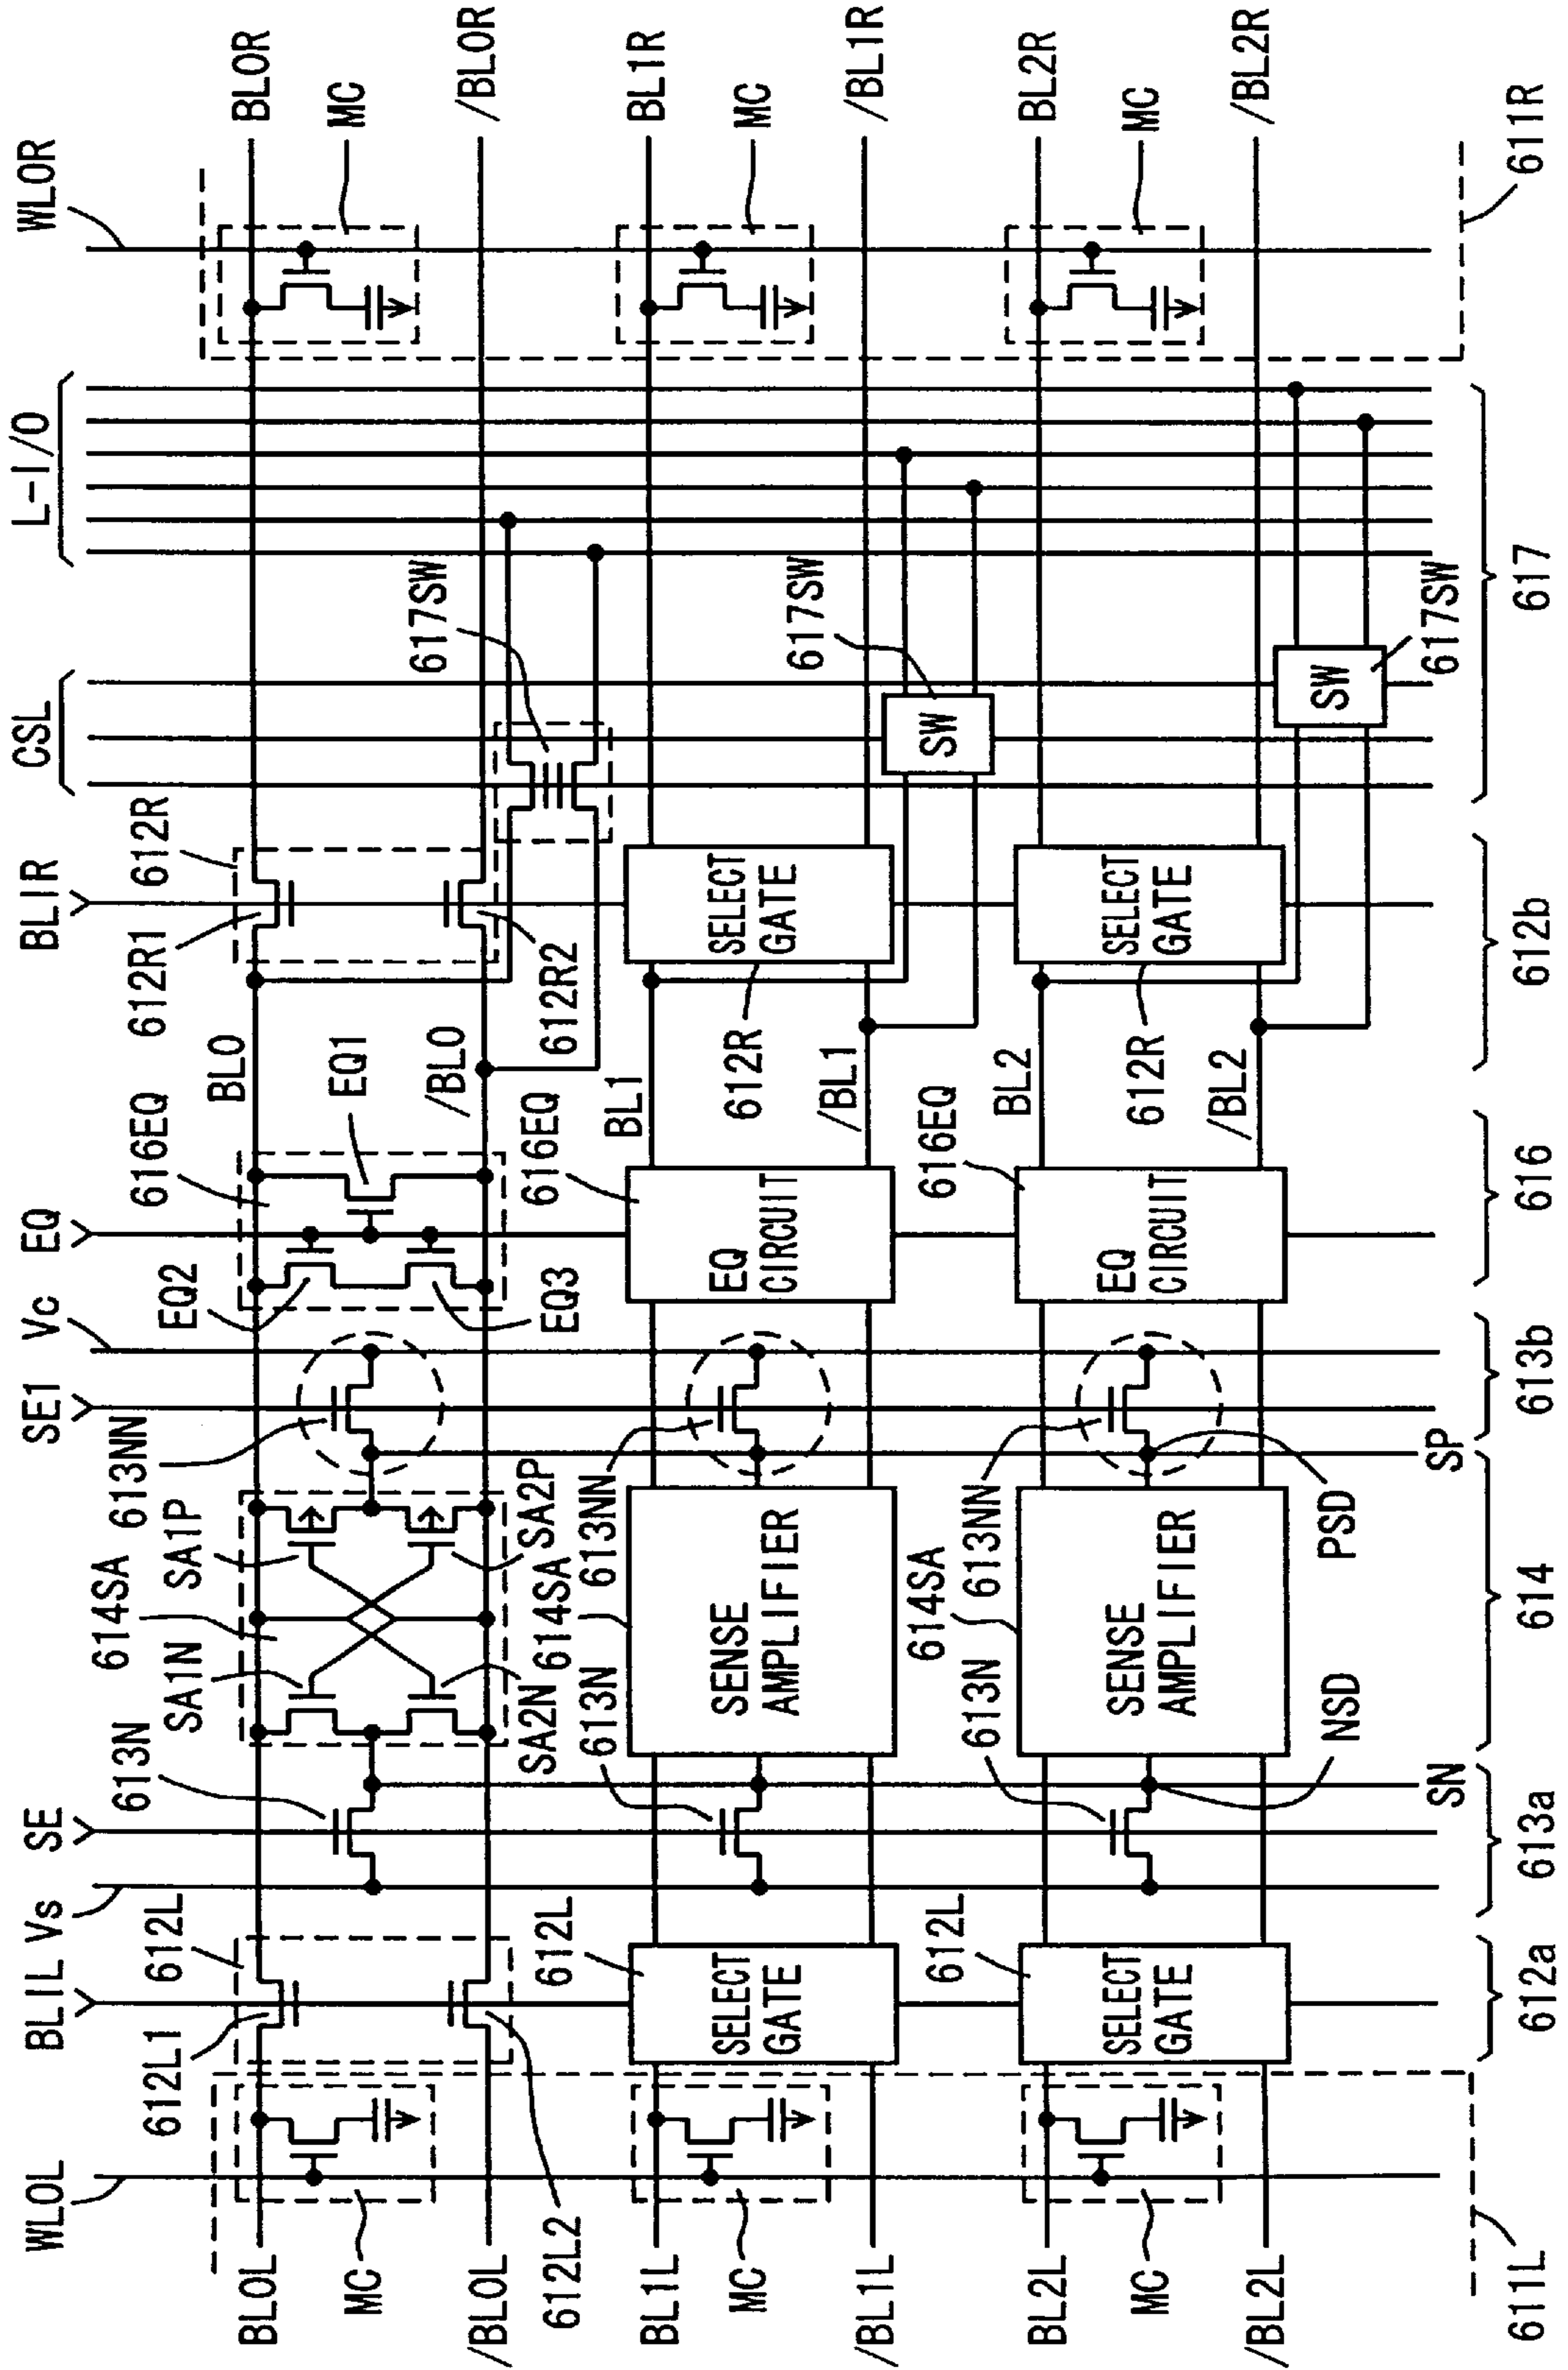 WL0L
BLIL
Vs
SE
SE1
Vc
EQ
BLIR
CSL
L-I/O
WL0R
612L1
612L
613N
SA1N
614SA
SA1P
613NN
EQ2
616EQ
EQ1
BL0
612R1
612R
617SW
BL0L
MC
/BL0L
612L2
SA2N
614SA
SA2P
EQ3
/BL0
612R2
BL0R
MC
/BL0R
612L
613N
613NN
616EQ
BL1
617SW
BL1L
MC
/BL1L
SELECT
GATE
SENSE
AMPLIFIER
EQ
CIRCUIT
612R
/BL1
SELECT
GATE
SW
BL1R
MC
/BL1R
612L
613N
614SA
613NN
616EQ
BL2
612R
BL2L
MC
/BL2L
SELECT
GATE
SENSE
AMPLIFIER
EQ
CIRCUIT
/BL2
SELECT
GATE
SW
617SW
BL2R
MC
/BL2R
NSD
PSD
SN
SP
611L
612a
613a
614
613b
616
612b
617
611R